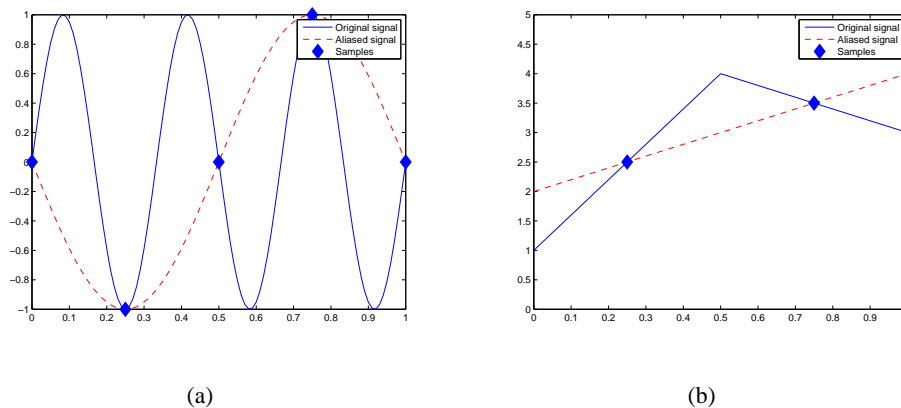 1
0.8
0.6
0.4
0.2
0
−0.2
−0.4
−0.6
−0.8
−1
0 0.1 0.2 0.3 0.4 0.5 0.6 0.7 0.8 0.9 1
Original signal
Aliased signal
Samples
(a)
5
4.5
4
3.5
3
2.5
2
1.5
1
0.5
0
0 0.1 0.2 0.3 0.4 0.5 0.6 0.7 0.8 0.9
Original signal
Aliased signal
Samples
(b)